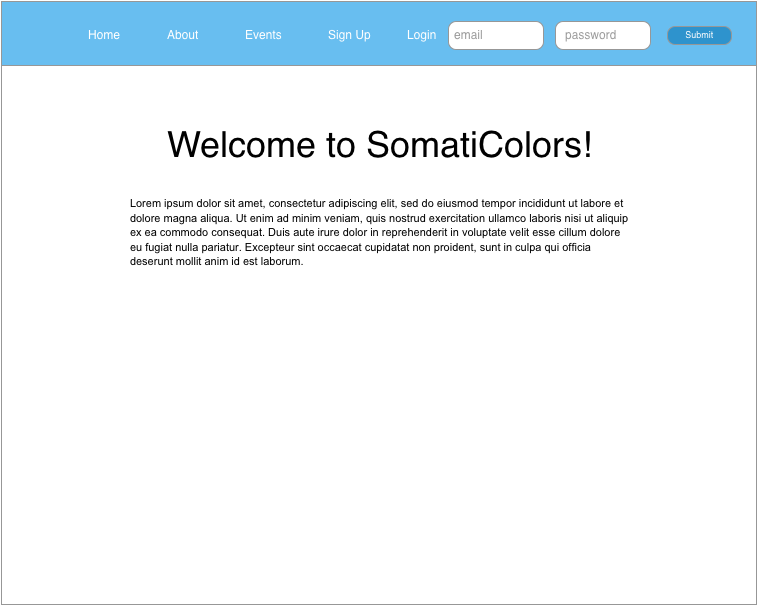 Home About Events Sign Up Login email password Submit
Welcome to SomatiColors!
Lorem ipsum dolor sit amet, consectetur adipiscing elit, sed do eiusmod tempor incididunt ut labore et
dolore magna aliqua. Ut enim ad minim veniam, quis nostrud exercitation ullamco laboris nisi ut aliquip
ex ea commodo consequat. Duis aute irure dolor in reprehenderit in voluptate velit esse cillum dolore
eu fugiat nulla pariatur. Excepteur sint occaecat cupidatat non proident, sunt in culpa qui officia
deserunt mollit anim id est laborum.